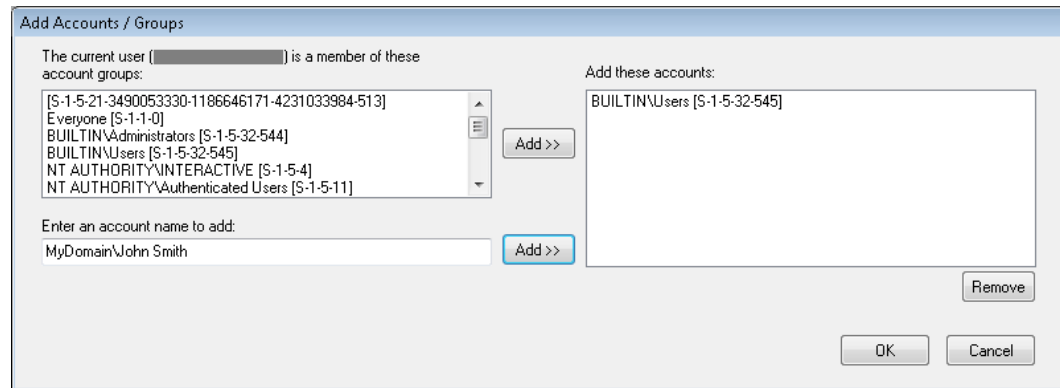 Add Accounts / Groups
The current user (                    ) is a member of these
account groups:
[S-1-5-21-3490053330-1186646171-4231033984-513]
Everyone [S-1-1-0]
BUILTIN\Administrators [S-1-5-32-544]
BUILTIN\Users [S-1-5-32-545]
NT AUTHORITY\INTERACTIVE [S-1-5-4]
NT AUTHORITY\Authenticated Users [S-1-5-11]
Add >>
Enter an account name to add:
MyDomain\John Smith
Add >>
Add these accounts:
BUILTIN\Users [S-1-5-32-545]
Remove
OK
Cancel